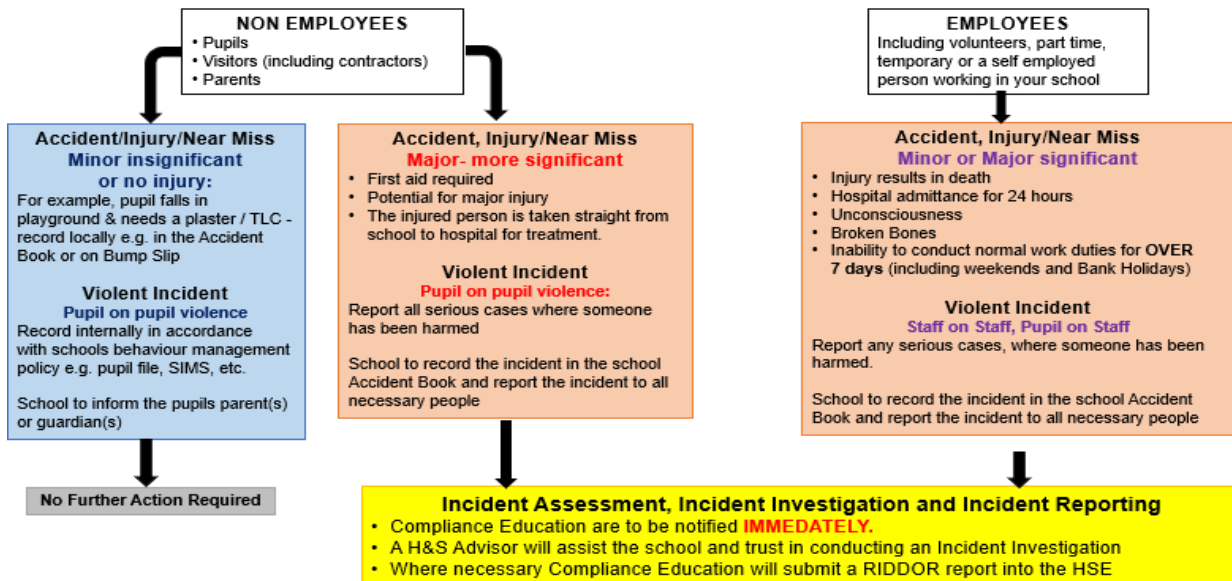 NON EMPLOYEES
• Pupils
• Visitors (including contractors)
• Parents
EMPLOYEES
Including volunteers, part time,
temporary or a self employed
person working in your school
Accident/Injury/Near Miss
Minor insignificant
or no injury:
For example, pupil falls in
playground & needs a plaster / TLC -
record locally e.g. in the Accident
Book or on Bump Slip
Violent Incident
Pupil on pupil violence
Record internally in accordance
with schools behaviour management
policy e.g. pupil file, SIMS, etc.
School to inform the pupils parent(s)
or guardian(s)
No Further Action Required
Accident, Injury/Near Miss
Major- more significant
• First aid required
• Potential for major injury
• The injured person is taken straight from
school to hospital for treatment.
Violent Incident
Pupil on pupil violence:
Report all serious cases where someone
has been harmed
School to record the incident in the school
Accident Book and report the incident to all
necessary people
Accident, Injury/Near Miss
Minor or Major significant
• Injury results in death
• Hospital admittance for 24 hours
• Unconsciousness
• Broken Bones
• Inability to conduct normal work duties for OVER
7 days (including weekends and Bank Holidays)
Violent Incident
Staff on Staff, Pupil on Staff
Report any serious cases, where someone has been
harmed.
School to record the incident in the school Accident
Book and report the incident to all necessary people
Incident Assessment, Incident Investigation and Incident Reporting
• Compliance Education are to be notified IMMEDIATELY.
• A H&S Advisor will assist the school and trust in conducting an Incident Investigation
• Where necessary Compliance Education will submit a RIDDOR report into the HSE